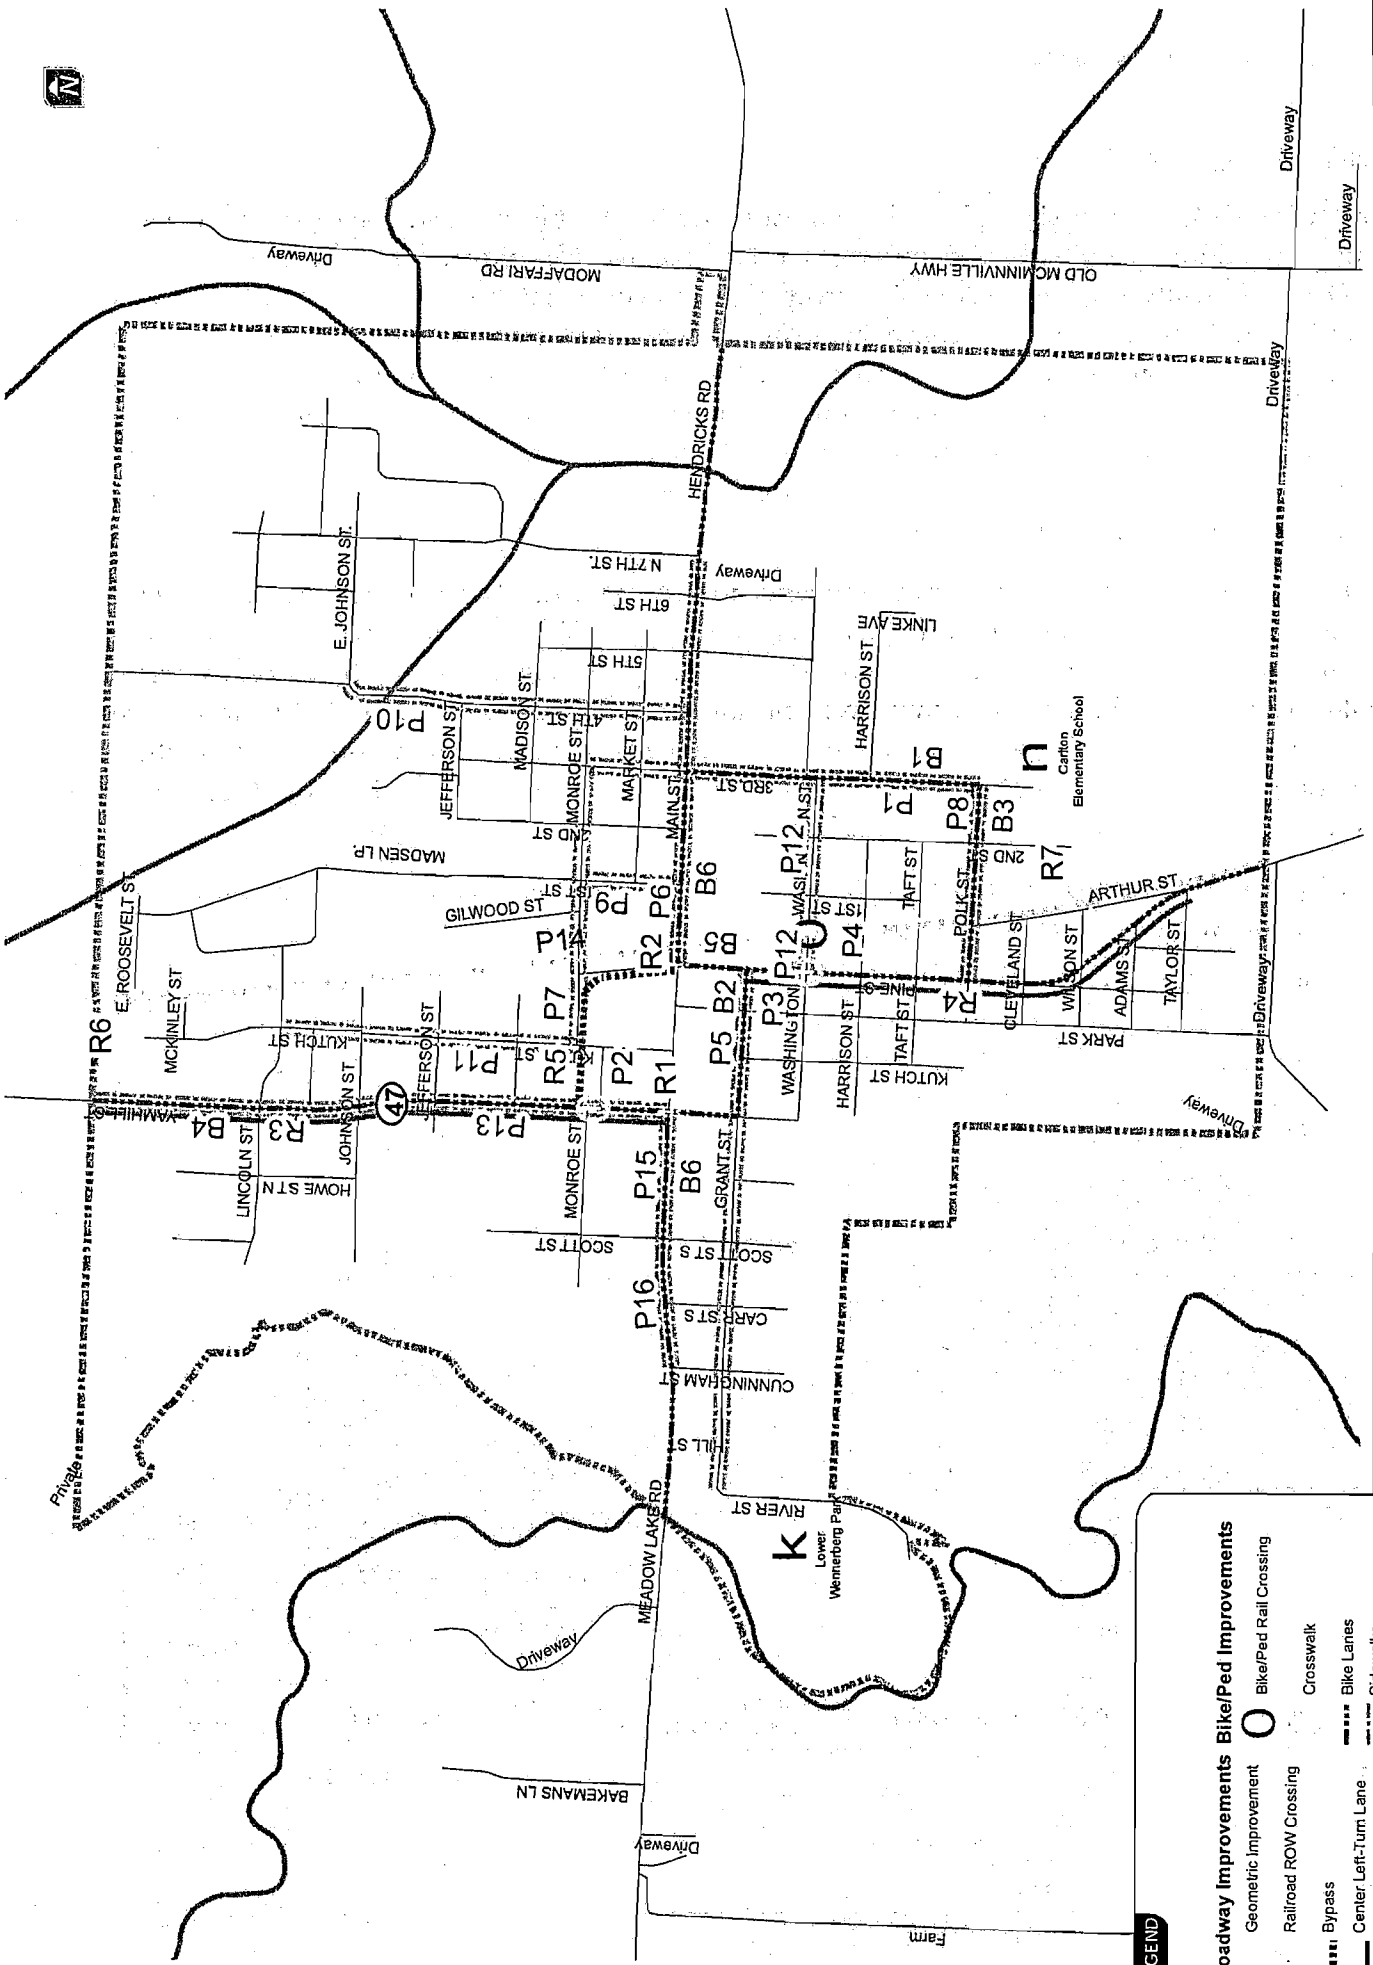 N
Driveway
MODAFFARI RD
OLD MCMINNVILLE HWY
Driveway
Driveway
Driveway
HENDRICKS RD
E. JOHNSON ST.
N 7TH ST.
Driveway
6TH ST
5TH ST
LINKE AVE
HARRISON ST.
P10
4TH ST.
JEFFERSON ST
MADISON ST.
MONROE ST.
MARKET ST.
MAIN ST
3RD. ST
B1
P1
n
Carlton
Elementary School
2ND ST
P12
P8
B3
2ND S
R7
MADSEN LP.
E. ROOSEVELT ST.
GILWOOD ST
1ST ST
P9
P6
B6
1ST ST
TAFT ST
POLK ST
ARTHUR ST
P14
R2
B5
P12
O
P4
R6
MCKINLEY ST
P7
B2
P3
WASHINGTON
PINE ST
R4
CLEVELAND ST
WILSON ST
ADAMS ST
TAYLOR ST
Driveway
KUTCH ST
JOHNSON ST
JEFFERSON ST
P11
R5
P2
R1
P5
HARRISON ST
TAFT ST
KUTCH ST
PARK ST
YAMHILL
B4
R3
47
P13
MONROE ST
P15
B6
GRANT ST
Driveway
LINCOLN ST
HOWE ST N
SCOTT ST
SCOTT ST S
P16
CARR ST S
CUNNINGHAM ST
HILL ST
Private
MEADOW LAKE RD
RIVER ST
k
Lower
Wennerberg Park
Driveway
BAKEMANS LN
Driveway
Farm
GEND
oadway Improvements
Geometric Improvement
Railroad ROW Crossing
Bypass
Center Left-Turn Lane
Bike/Ped Improvements
O Bike/Ped Rail Crossing
Crosswalk
Bike Lanes